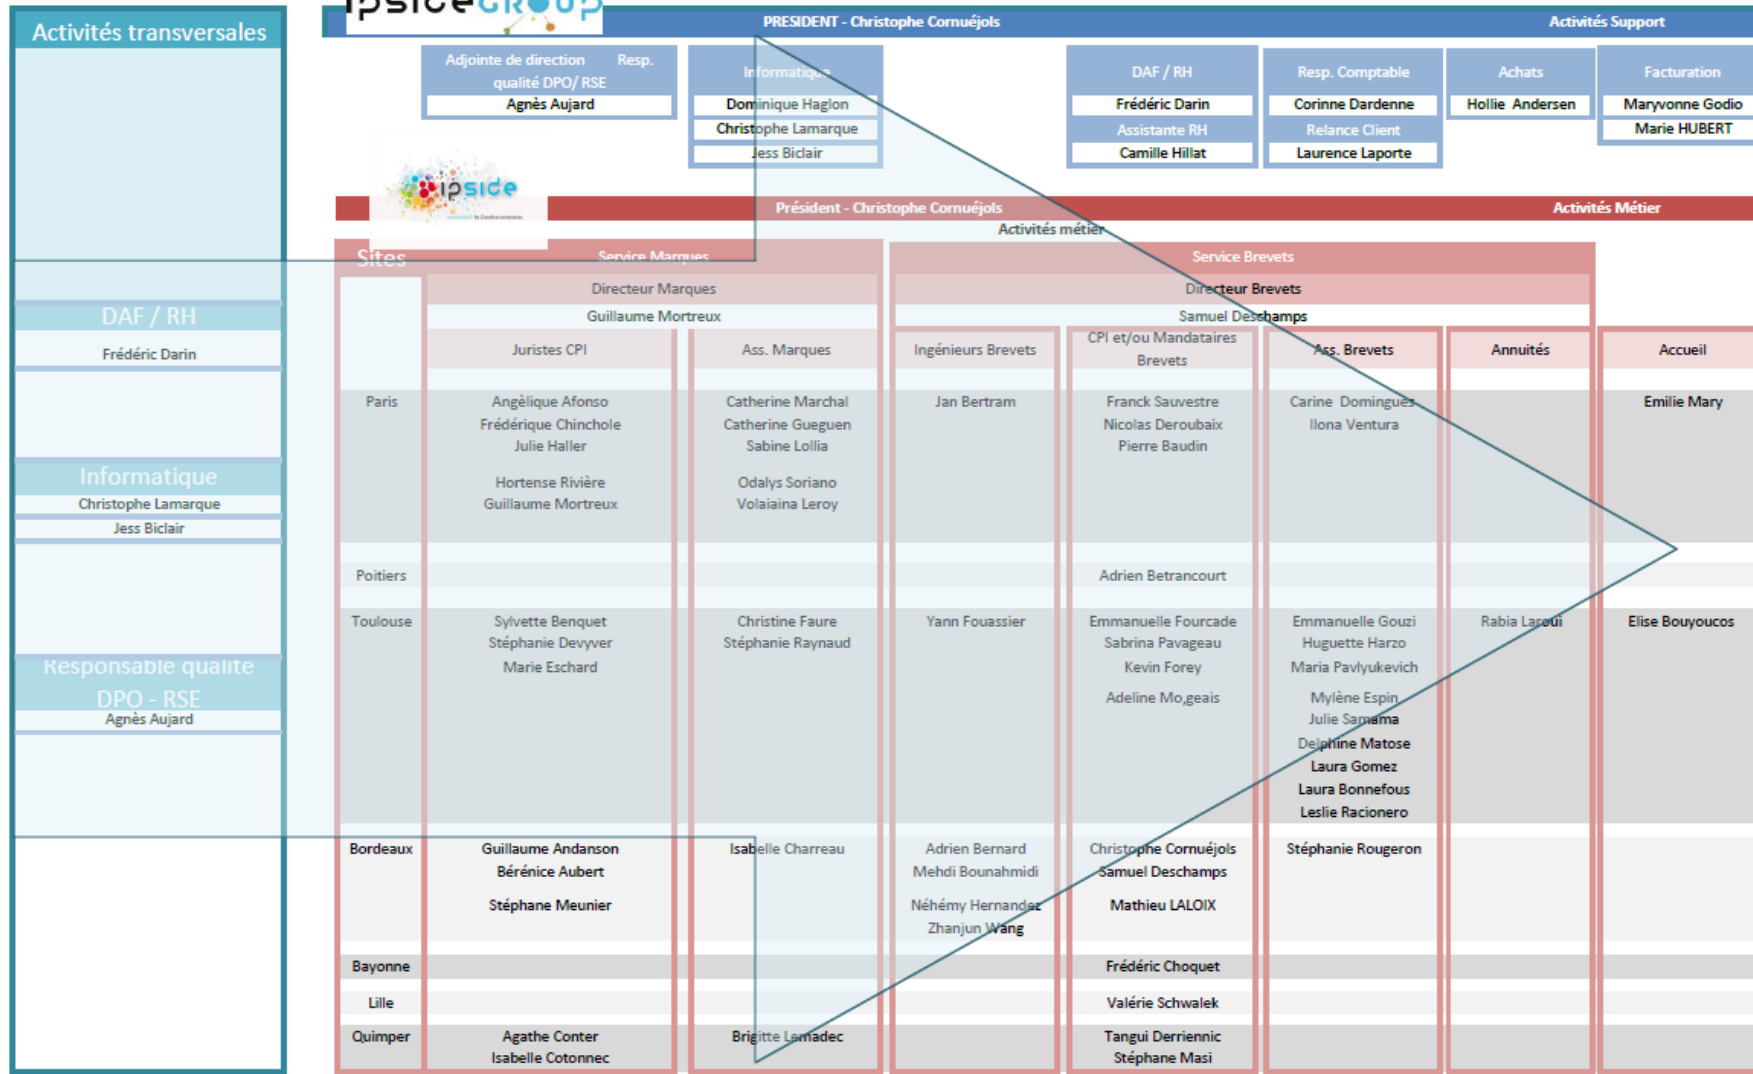 ipsideGROUP
Activités transversales
PRESIDENT - Christophe Cornuéjols
Activités Support
Adjointe de direction Resp.
qualité DPO/ RSE
Agnès Aujard
Informatique
Dominique Haglon
Christophe Lamarque
Jess Biclair
DAF / RH
Frédéric Darin
Assistante RH
Camille Hillat
Resp. Comptable
Corinne Dardenne
Relance Client
Laurence Laporte
Achats
Hollie Andersen
Facturation
Maryvonne Godio
Marie HUBERT
ipside
Président - Christophe Cornuéjols
Activités Métier
Activités métier
Sites
Service Marques
Service Brevets
Directeur Marques
Directeur Brevets
Guillaume Mortreux
Samuel Deschamps
Juristes CPI
Ass. Marques
Ingénieurs Brevets
CPI et/ou Mandataires
Brevets
Ass. Brevets
Annuités
Accueil
DAF / RH
Frédéric Darin
Informatique
Christophe Lamarque
Jess Biclair
Responsable qualité
DPO - RSE
Agnès Aujard
Paris
Angèlique Afonso
Frédérique Chinchole
Julie Haller
Hortense Rivière
Guillaume Mortreux
Catherine Marchal
Catherine Gueguen
Sabine Lollia
Odalys Soriano
Volaiaina Leroy
Jan Bertram
Franck Sauvestre
Nicolas Deroubaix
Pierre Baudin
Carine Domingues
Ilona Ventura
Emilie Mary
Poitiers
Adrien Betrancourt
Toulouse
Sylvette Benquet
Stéphanie Devyver
Marie Eschard
Christine Faure
Stéphanie Raynaud
Yann Fouassier
Emmanuelle Fourcade
Sabrina Pavageau
Kevin Forey
Adeline Mo,geais
Emmanuelle Gouzi
Huguette Harzo
Maria Pavlyukevich
Mylène Espin
Julie Samama
Delphine Matose
Laura Gomez
Laura Bonnefous
Leslie Racionero
Rabia Laroui
Elise Bouyoucos
Bordeaux
Guillaume Andanson
Bérénice Aubert
Stéphane Meunier
Isabelle Charreau
Adrien Bernard
Mehdi Bounahmidi
Néhémy Hernandez
Zhanjun Wang
Christophe Cornuéjols
Samuel Deschamps
Mathieu LALOIX
Stéphanie Rougeron
Bayonne
Frédéric Choquet
Lille
Valérie Schwalek
Quimper
Agathe Conter
Isabelle Cotonnec
Brigitte Lemadec
Tangui Derriennic
Stéphane Masi